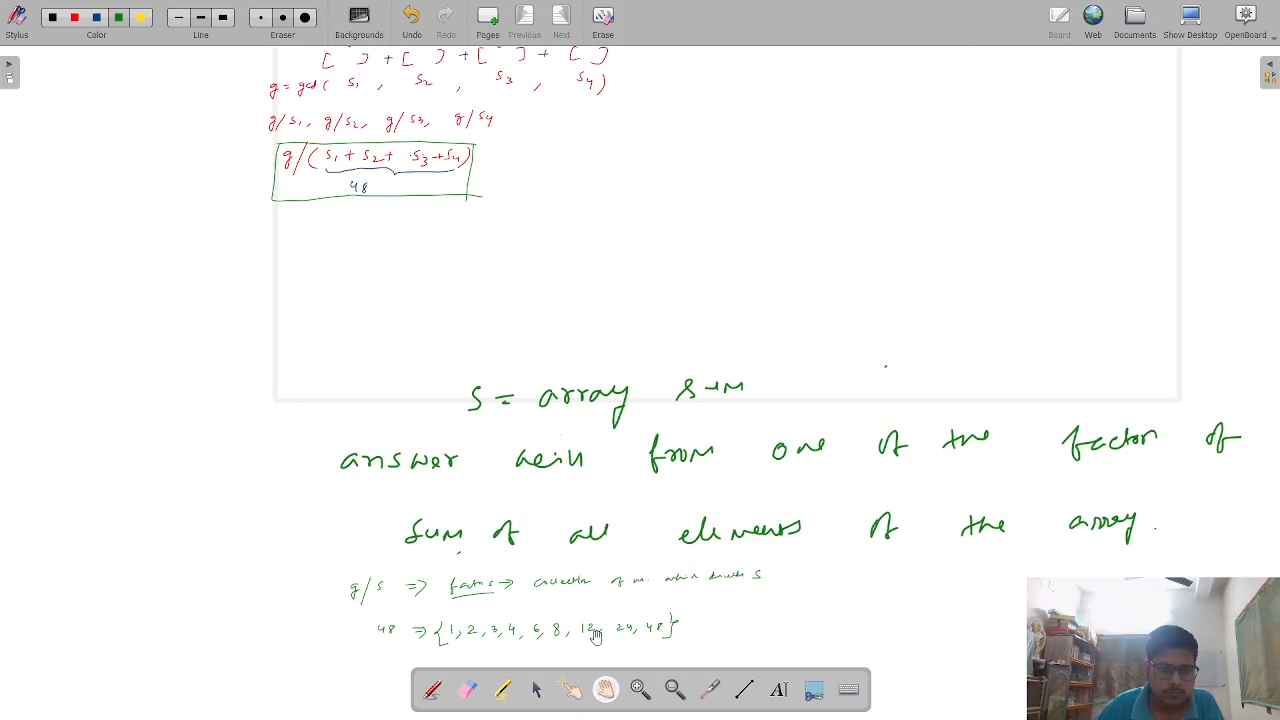 Stylus Color Line Eraser Backgrounds Undo Redo Pages Previous Next Erase Board Web Documents Show Desktop OpenBoard
[ ] + [ ] + [ ] + [ ]
g = gcd ( s1 , s2 , s3 , s4 )
g/s1, g/s2, g/s3, g/s4
g/( s1 + s2 + s3 + s4 )
48
S = array sum
answer from one of the factor of
sum of all elements of the array.
g/s => factors -> collection of which S
48 => {1, 2, 3, 4, 6, 8, 12, 24, 48}